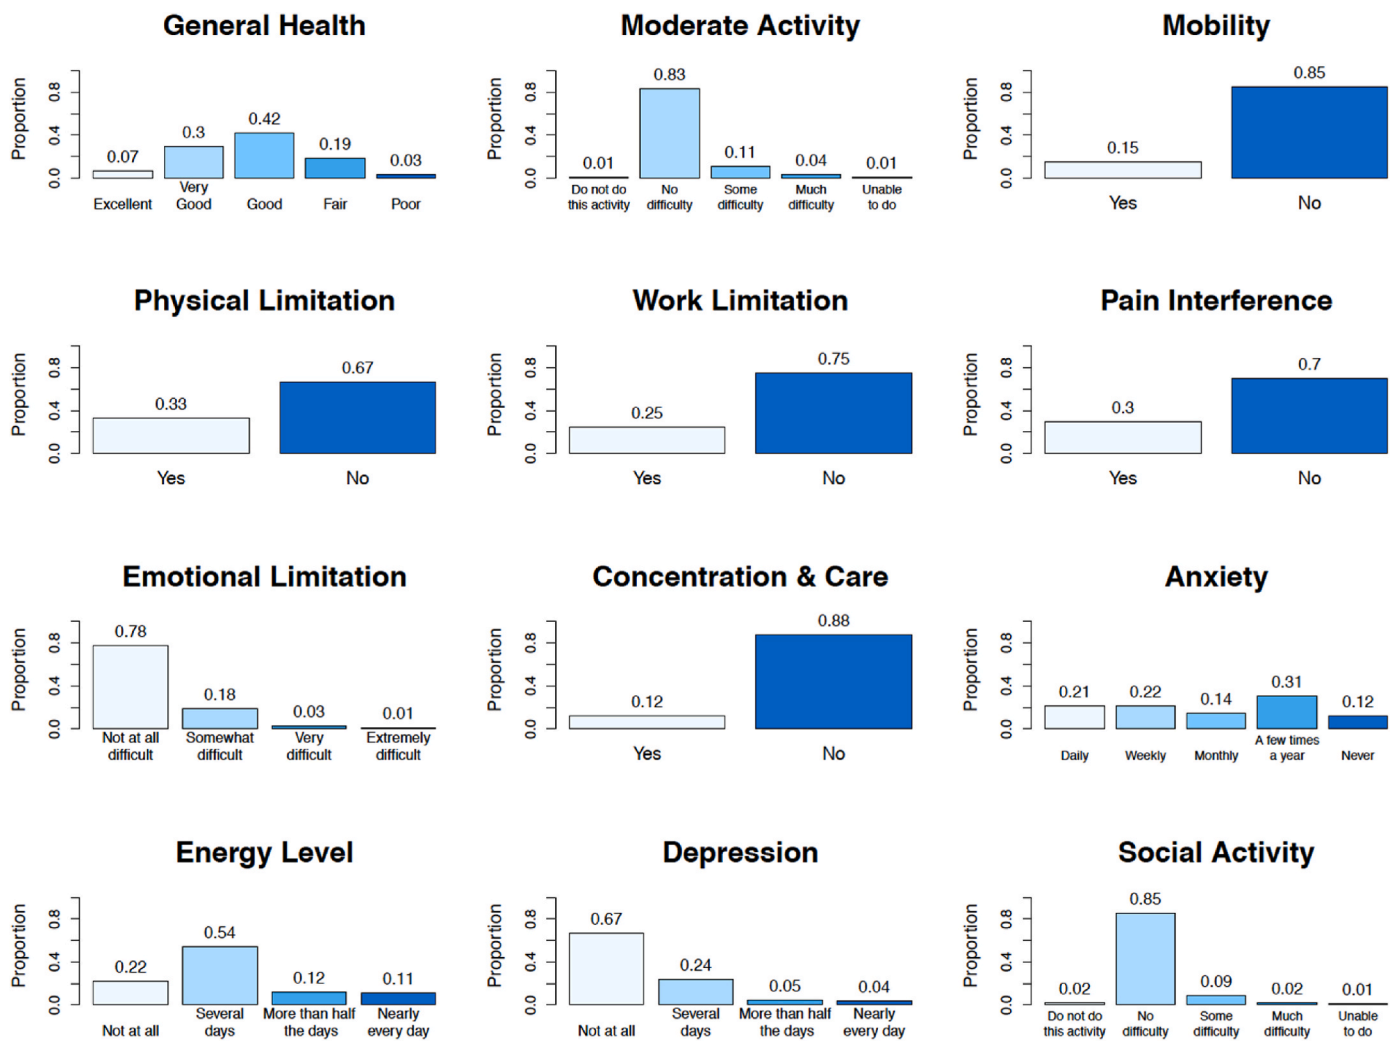 General Health
Moderate Activity
Mobility
Proportion
0.0 0.4 0.8
0.07 0.3 0.42 0.19 0.03
Excellent Very Good Good Fair Poor
Proportion
0.0 0.4 0.8
0.01 0.83 0.11 0.04 0.01
Do not do this activity No difficulty Some difficulty Much difficulty Unable to do
Proportion
0.0 0.4 0.8
0.15 0.85
Yes No
Physical Limitation
Work Limitation
Pain Interference
Proportion
0.0 0.4 0.8
0.33 0.67
Yes No
Proportion
0.0 0.4 0.8
0.25 0.75
Yes No
Proportion
0.0 0.4 0.8
0.3 0.7
Yes No
Emotional Limitation
Concentration & Care
Anxiety
Proportion
0.0 0.4 0.8
0.78 0.18 0.03 0.01
Not at all difficult Somewhat difficult Very difficult Extremely difficult
Proportion
0.0 0.4 0.8
0.12 0.88
Yes No
Proportion
0.0 0.4 0.8
0.21 0.22 0.14 0.31 0.12
Daily Weekly Monthly A few times a year Never
Energy Level
Depression
Social Activity
Proportion
0.0 0.4 0.8
0.22 0.54 0.12 0.11
Not at all Several days More than half the days Nearly every day
Proportion
0.0 0.4 0.8
0.67 0.24 0.05 0.04
Not at all Several days More than half the days Nearly every day
Proportion
0.0 0.4 0.8
0.02 0.85 0.09 0.02 0.01
Do not do this activity No difficulty Some difficulty Much difficulty Unable to do